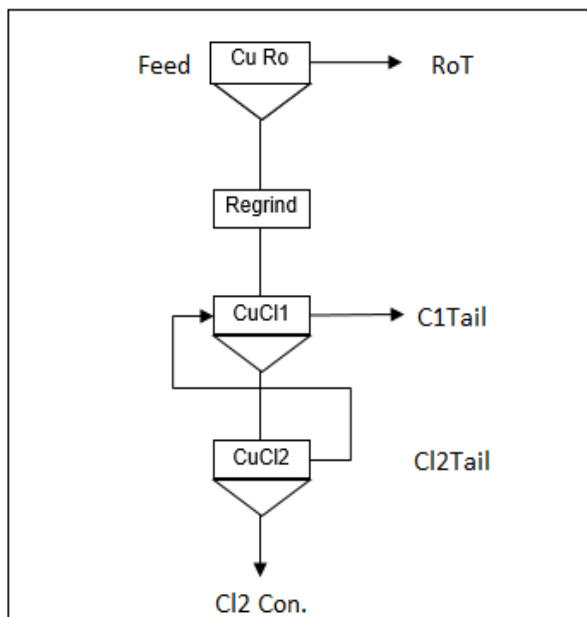 Feed
Cu Ro
RoT
Regrind
CuCl1
C1Tail
CuCl2
Cl2Tail
Cl2 Con.